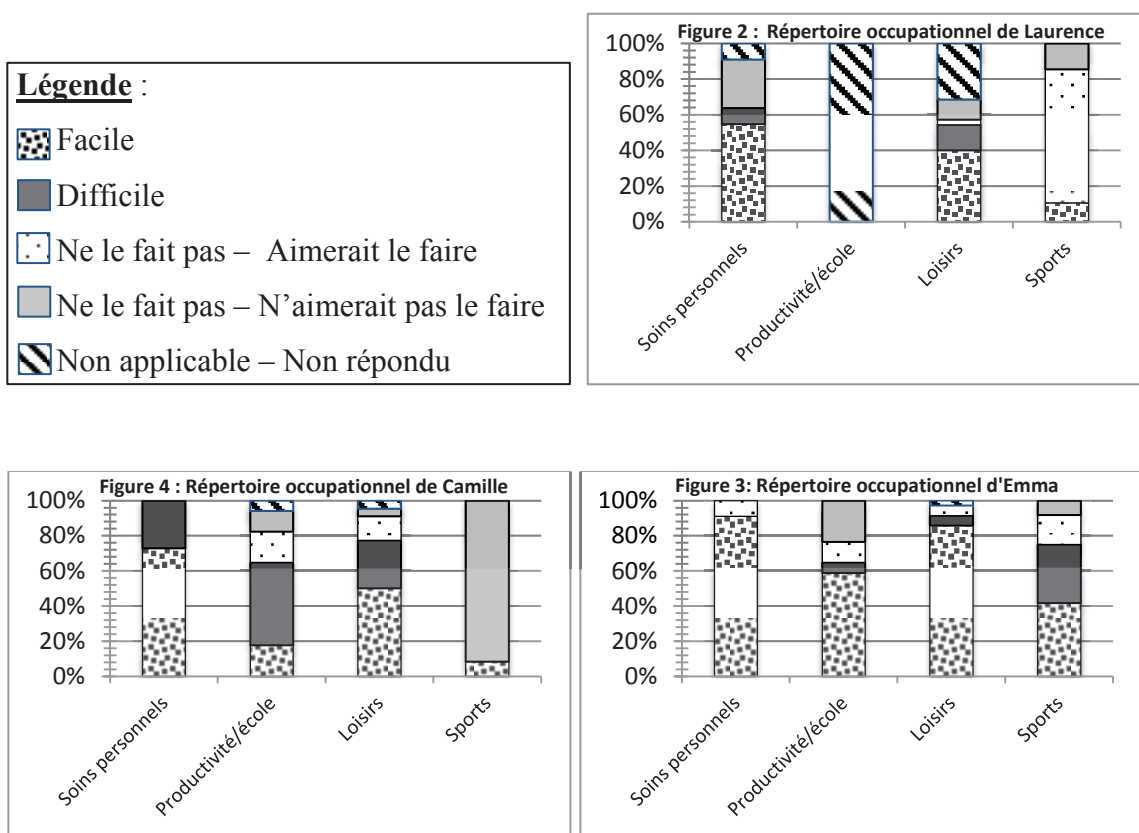 Légende :
Facile
Difficile
Ne le fait pas – Aimerait le faire
Ne le fait pas – N'aimerait pas le faire
Non applicable – Non répondu
Figure 2 : Répertoire occupationnel de Laurence
100%
80%
60%
40%
20%
0%
Soins personnels
Productivité/école
Loisirs
Sports
Figure 4 : Répertoire occupationnel de Camille
100%
80%
60%
40%
20%
0%
Soins personnels
Productivité/école
Loisirs
Sports
Figure 3: Répertoire occupationnel d'Emma
100%
80%
60%
40%
20%
0%
Soins personnels
Productivité/école
Loisirs
Sports